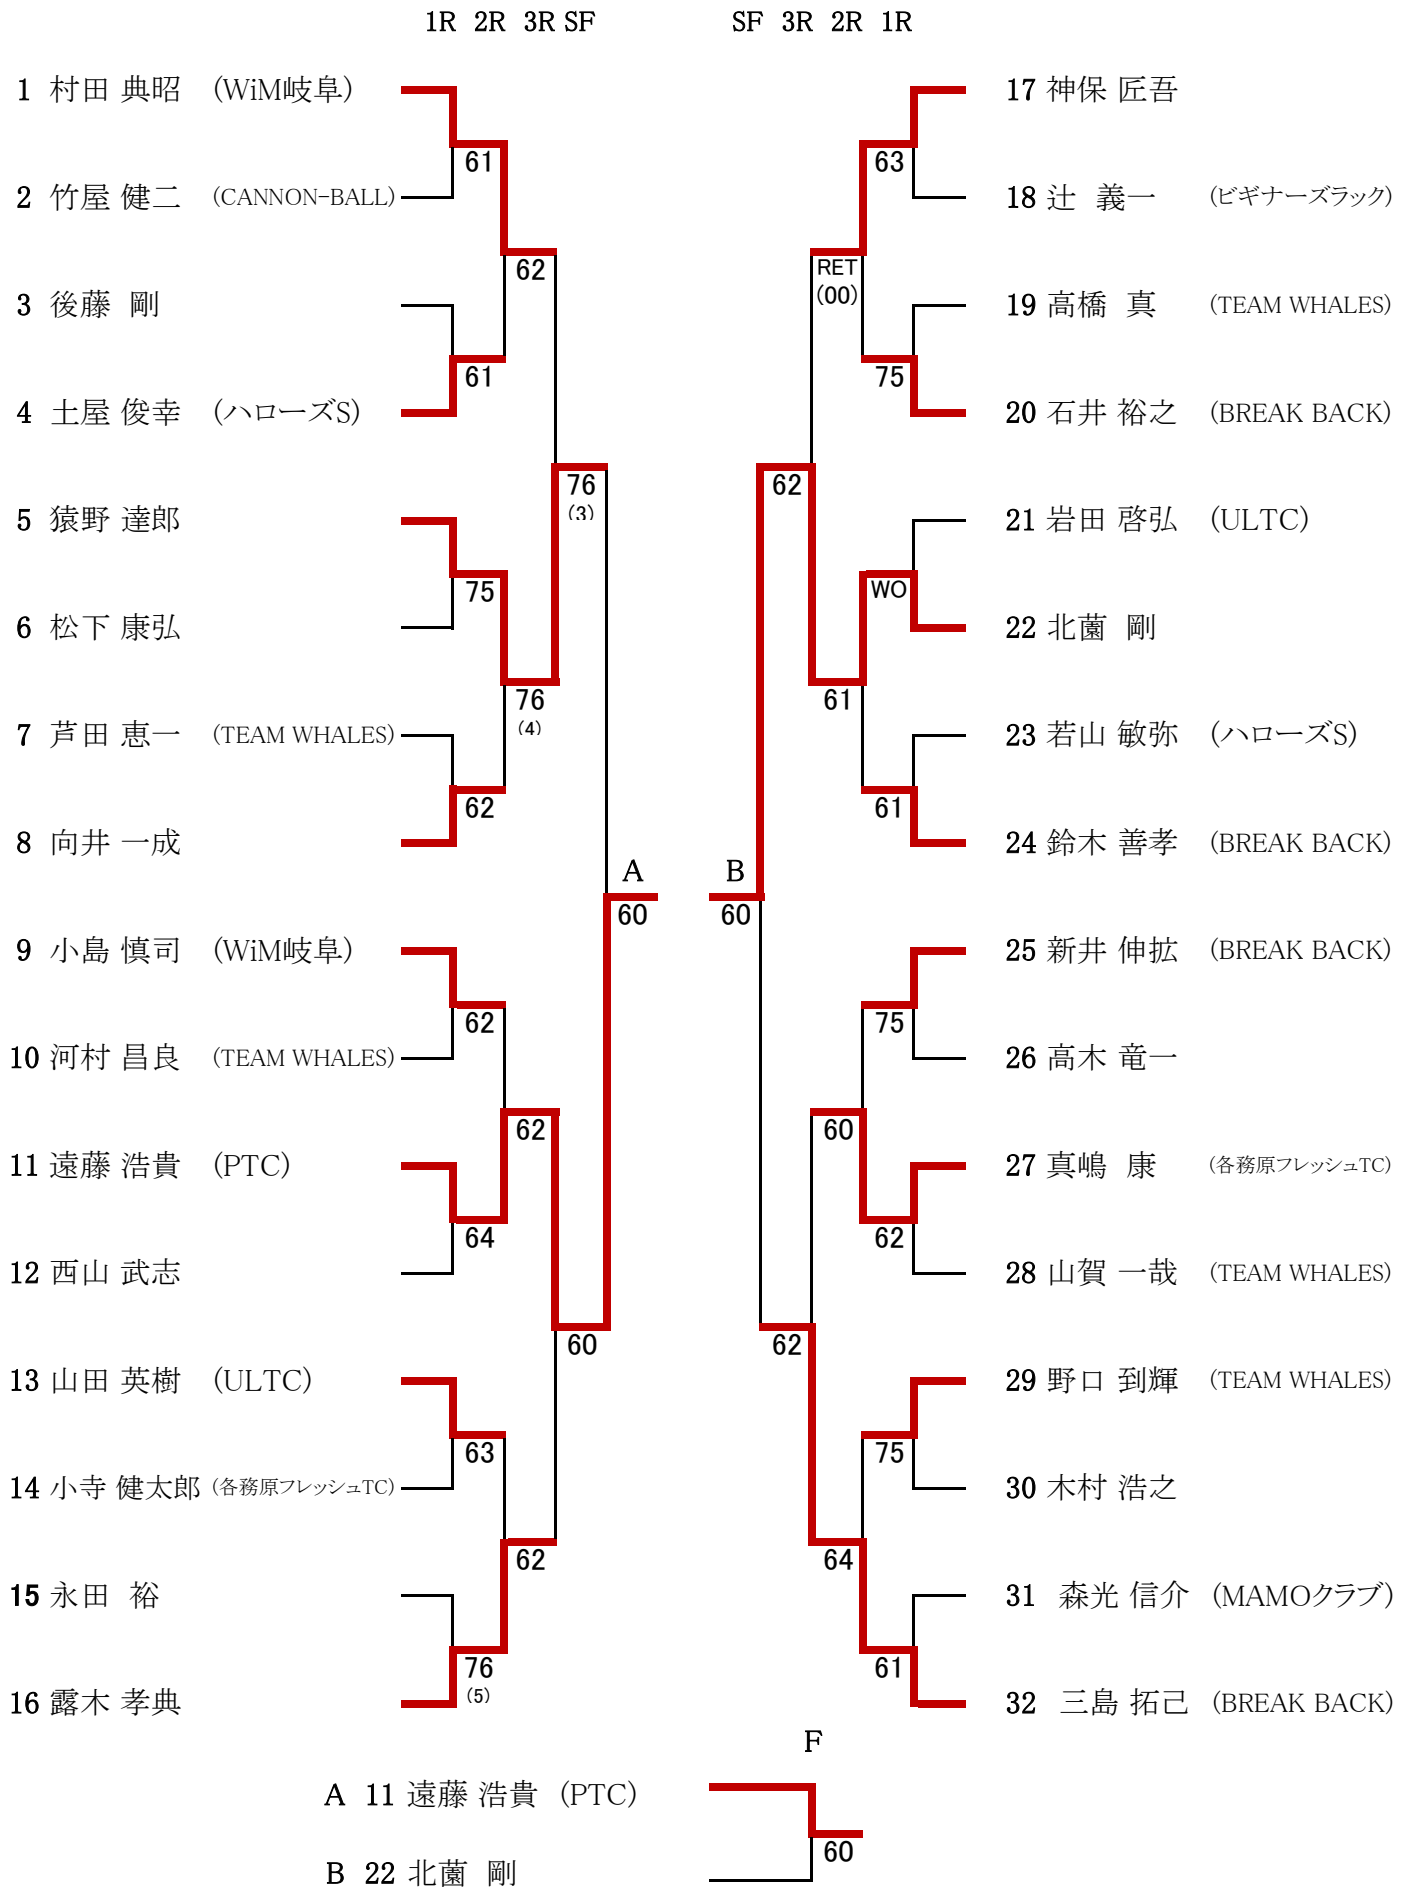 1R 2R 3R SF SF 3R 2R 1R
1 村田 典昭 (WiM岐阜) 17 神保 匠吾
61 63
2 竹屋 健二 (CANNON-BALL) 18 辻 義一 (ビギナーズラック)
62 RET
(00)
3 後藤 剛 19 高橋 真 (TEAM WHALES)
61 75
4 土屋 俊幸 (ハローズS) 20 石井 裕之 (BREAK BACK)
76 62
(3)
5 猿野 達郎 21 岩田 啓弘 (ULTC)
75 WO
6 松下 康弘 22 北薗 剛
76 61
(4)
7 芦田 恵一 (TEAM WHALES) 23 若山 敏弥 (ハローズS)
62 61
8 向井 一成 24 鈴木 善孝 (BREAK BACK)
A B
60 60
9 小島 慎司 (WiM岐阜) 25 新井 伸拡 (BREAK BACK)
62 75
10 河村 昌良 (TEAM WHALES) 26 高木 竜一
62 60
11 遠藤 浩貴 (PTC) 27 真嶋 康 (各務原フレッシュTC)
64 62
12 西山 武志 28 山賀 一哉 (TEAM WHALES)
60 62
13 山田 英樹 (ULTC) 29 野口 到輝 (TEAM WHALES)
63 75
14 小寺 健太郎 (各務原フレッシュTC) 30 木村 浩之
62 64
15 永田 裕 31 森光 信介 (MAMOクラブ)
76 61
(5)
16 露木 孝典 32 三島 拓己 (BREAK BACK)
F
A 11 遠藤 浩貴 (PTC)
60
B 22 北薗 剛